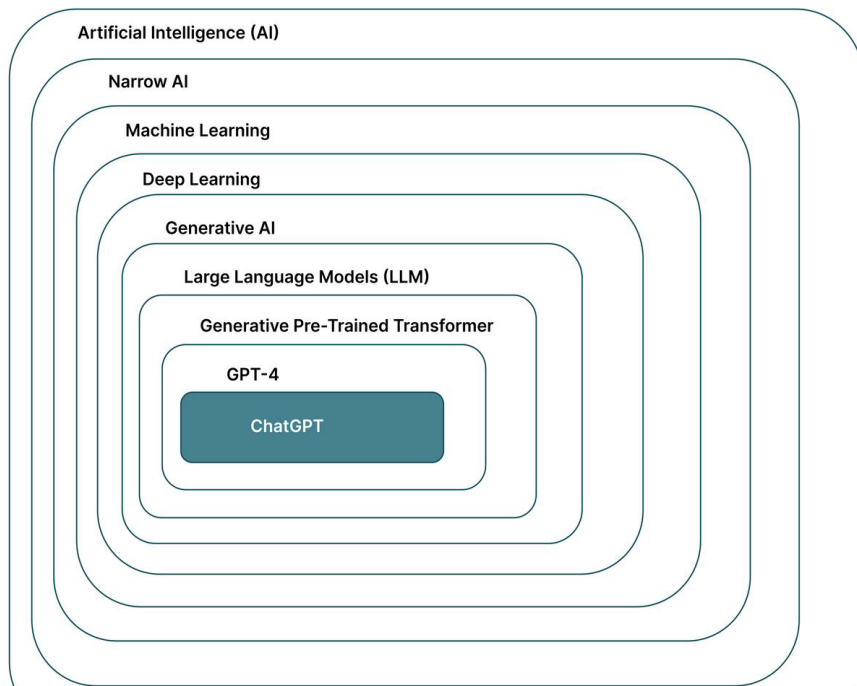 Artificial Intelligence (AI)
Narrow AI
Machine Learning
Deep Learning
Generative AI
Large Language Models (LLM)
Generative Pre-Trained Transformer
GPT-4
ChatGPT